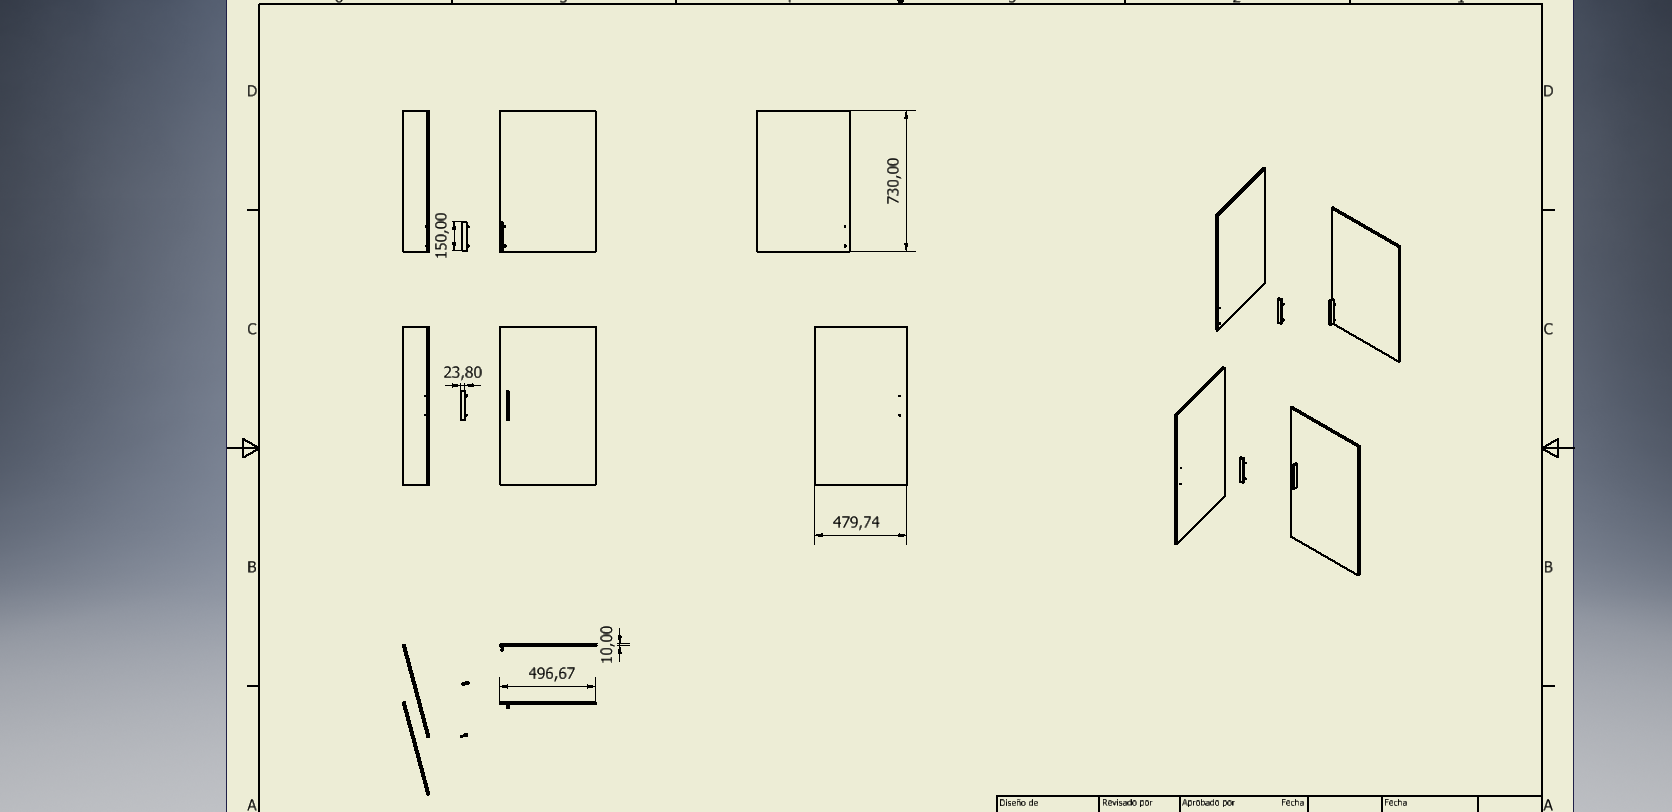 D
D
730,00
150,00
C
C
23,80
479,74
B
B
10,00
496,67
A
Diseño de
Revisado por
Aprobado por
Fecha
Fecha
A